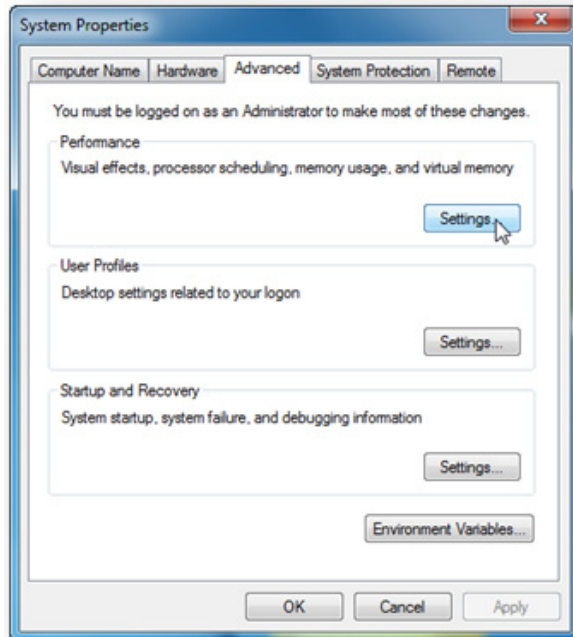 System Properties
Computer Name Hardware Advanced System Protection Remote
You must be logged on as an Administrator to make most of these changes.
Performance
Visual effects, processor scheduling, memory usage, and virtual memory
Settings...
User Profiles
Desktop settings related to your logon
Settings...
Startup and Recovery
System startup, system failure, and debugging information
Settings...
Environment Variables...
OK Cancel Apply